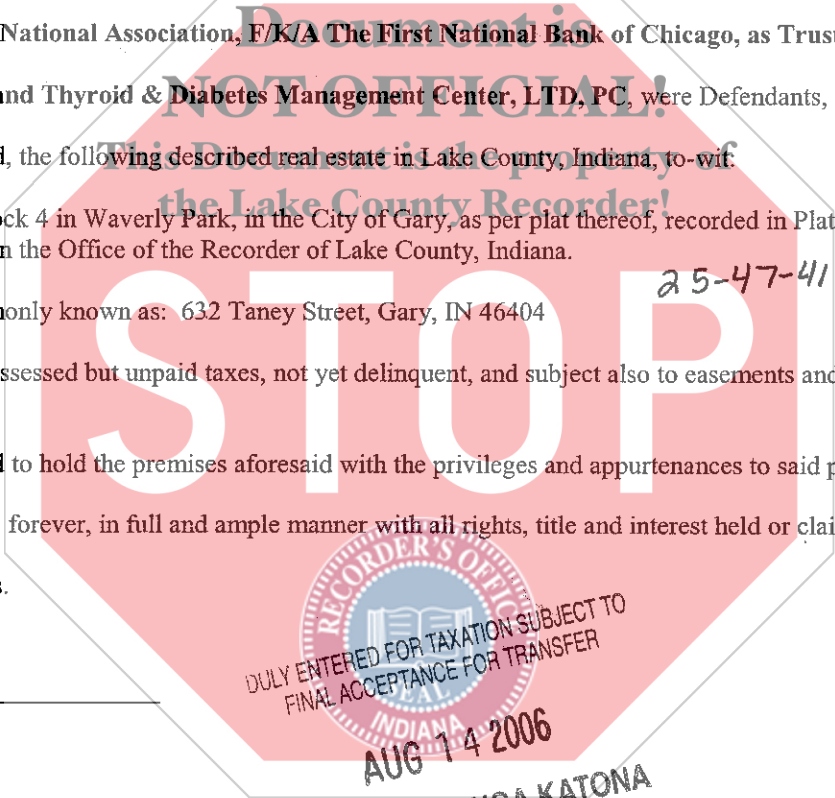 Document is
National Association, F/K/A The First National Bank of Chicago, as Trust
NOT OFFICIAL!
and Thyroid & Diabetes Management Center, LTD, PC, were Defendants,
the following described real estate in Lake County, Indiana, to-wit:
This Document is the property of
the Lake County Recorder!
ck 4 in Waverly Park, in the City of Gary, as per plat thereof, recorded in Plat
n the Office of the Recorder of Lake County, Indiana.
25-47-41
only known as: 632 Taney Street, Gary, IN 46404
ssessed but unpaid taxes, not yet delinquent, and subject also to easements and
STOP
to hold the premises aforesaid with the privileges and appurtenances to said p
forever, in full and ample manner with all rights, title and interest held or clai
s.
RECORDER'S OFFICE
DULY ENTERED FOR TAXATION SUBJECT TO
FINAL ACCEPTANCE FOR TRANSFER
SEAL
INDIANA
AUG 14 2006
KATONA